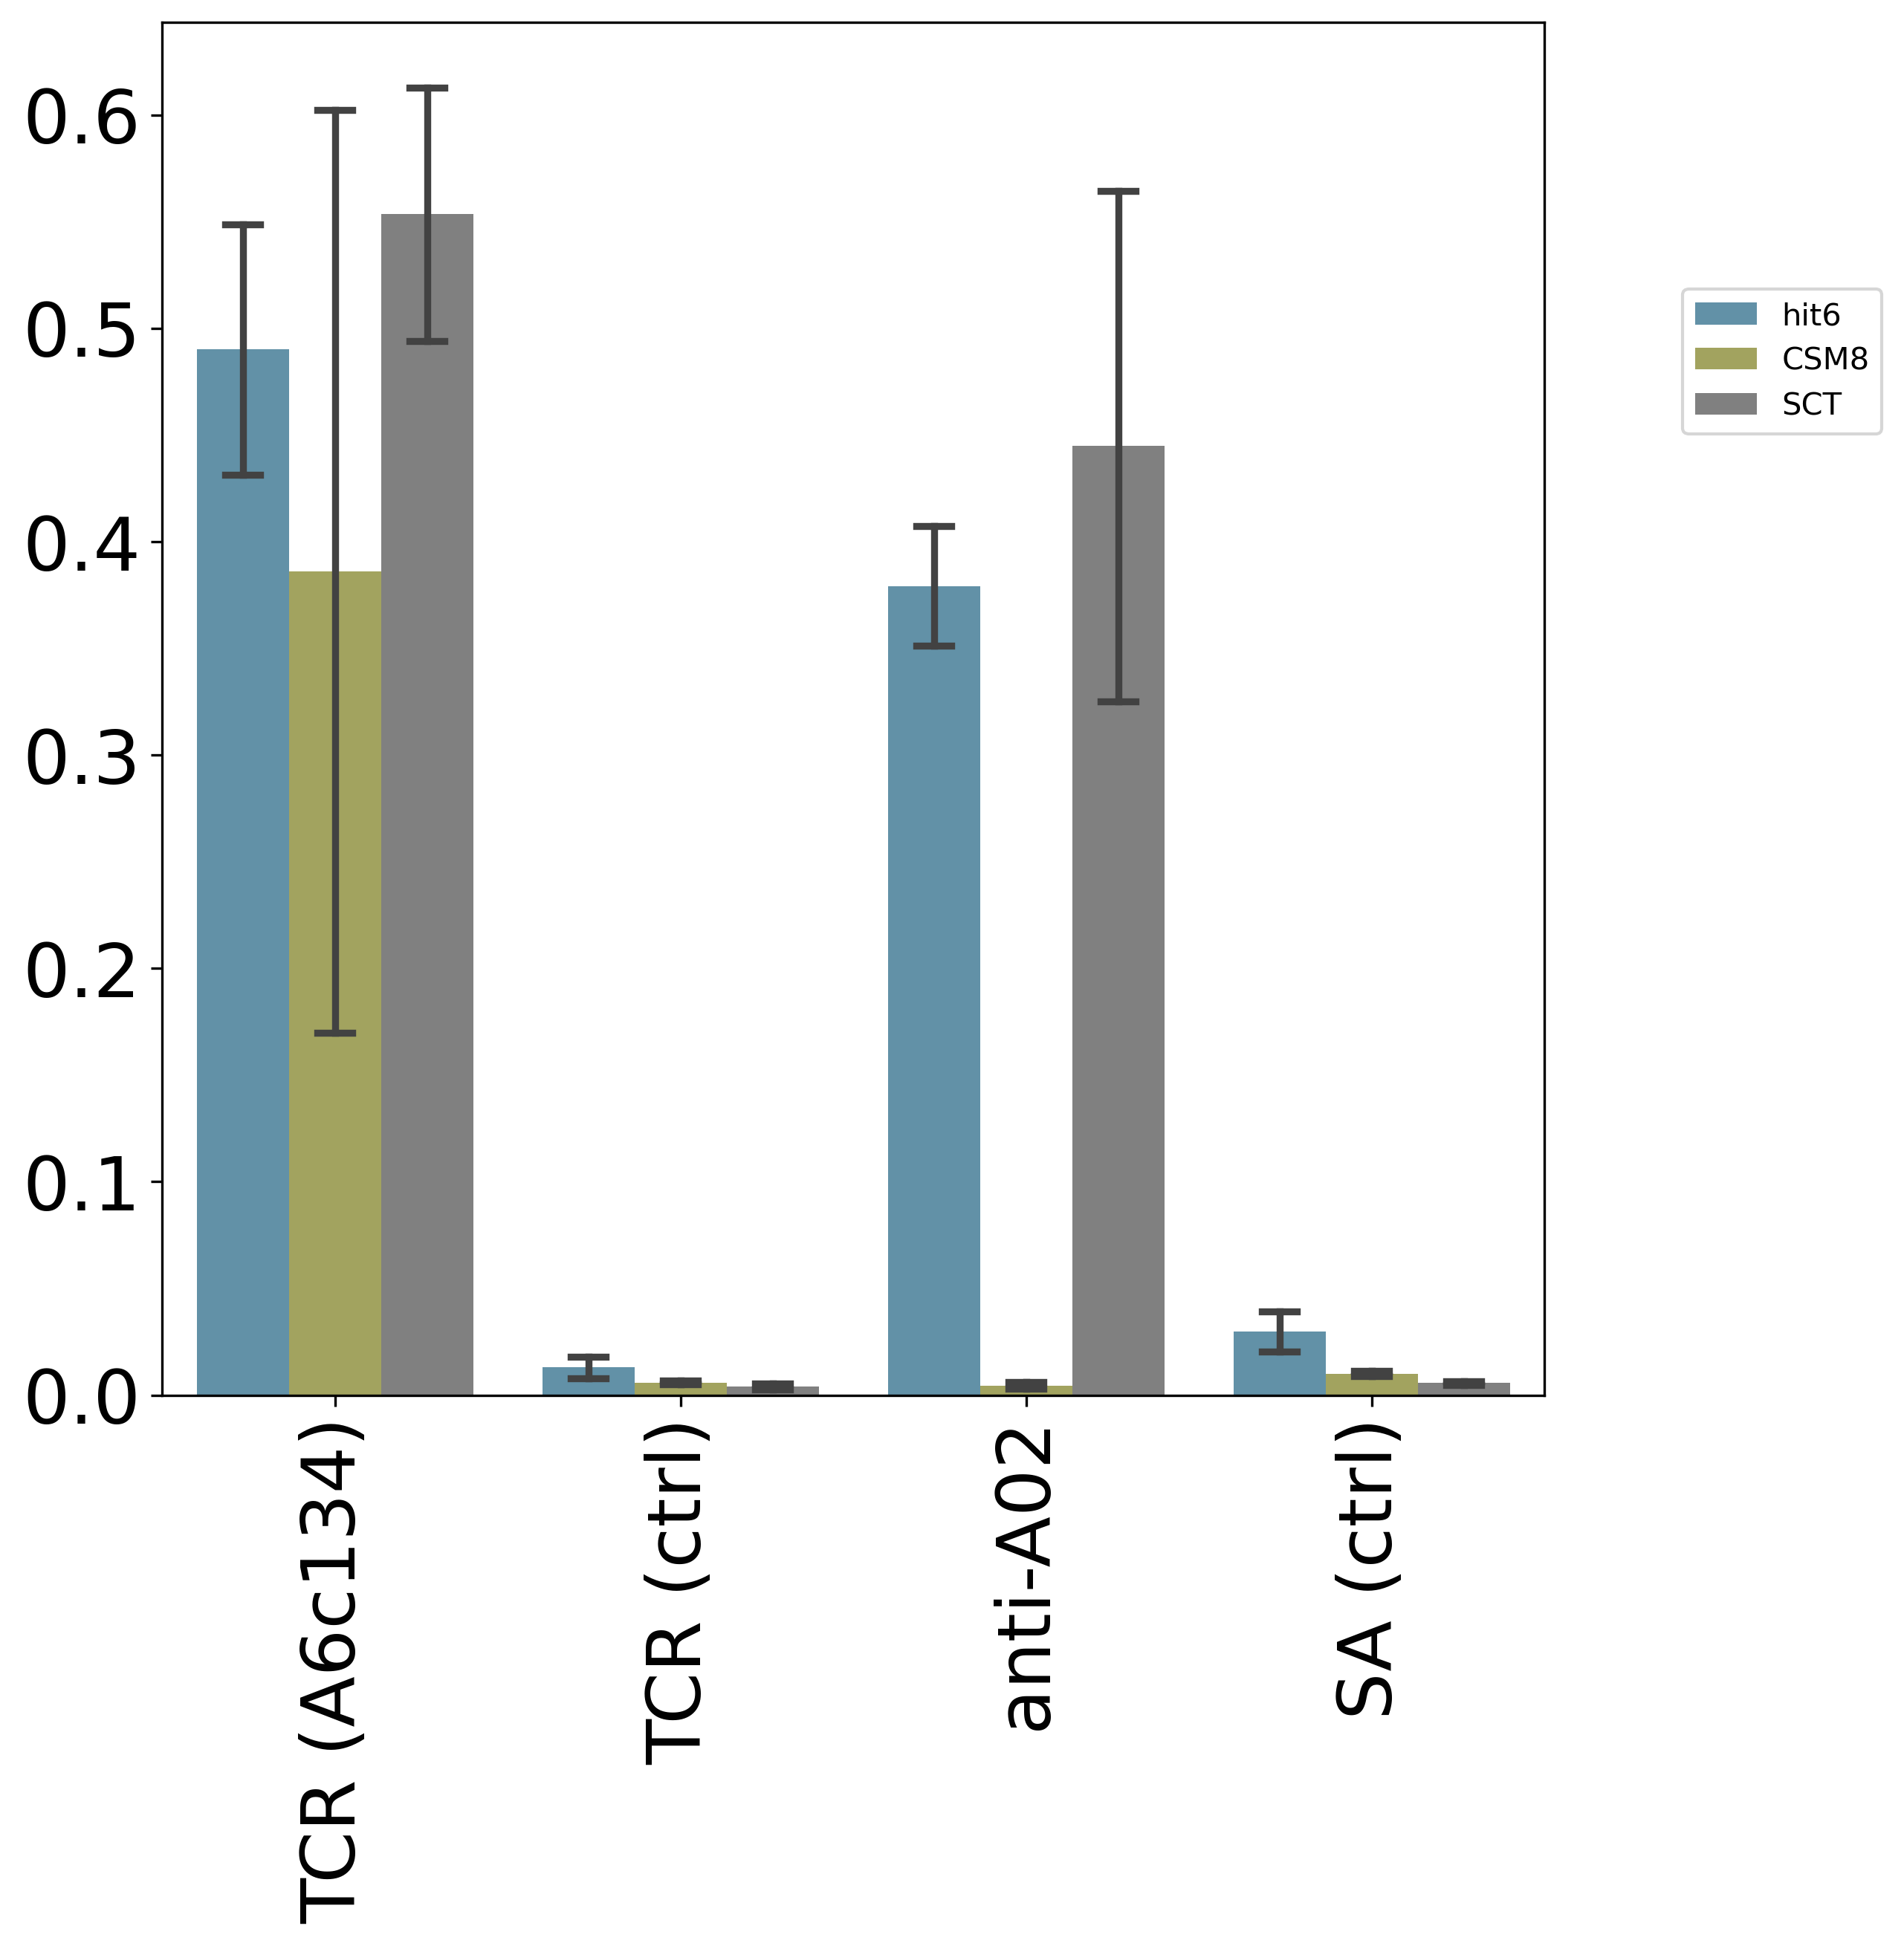 0.6
0.5
0.4
0.3
0.2
0.1
0.0
TCR (A6c134)
TCR (ctrl)
anti-A02
SA (ctrl)
hit6
CSM8
SCT